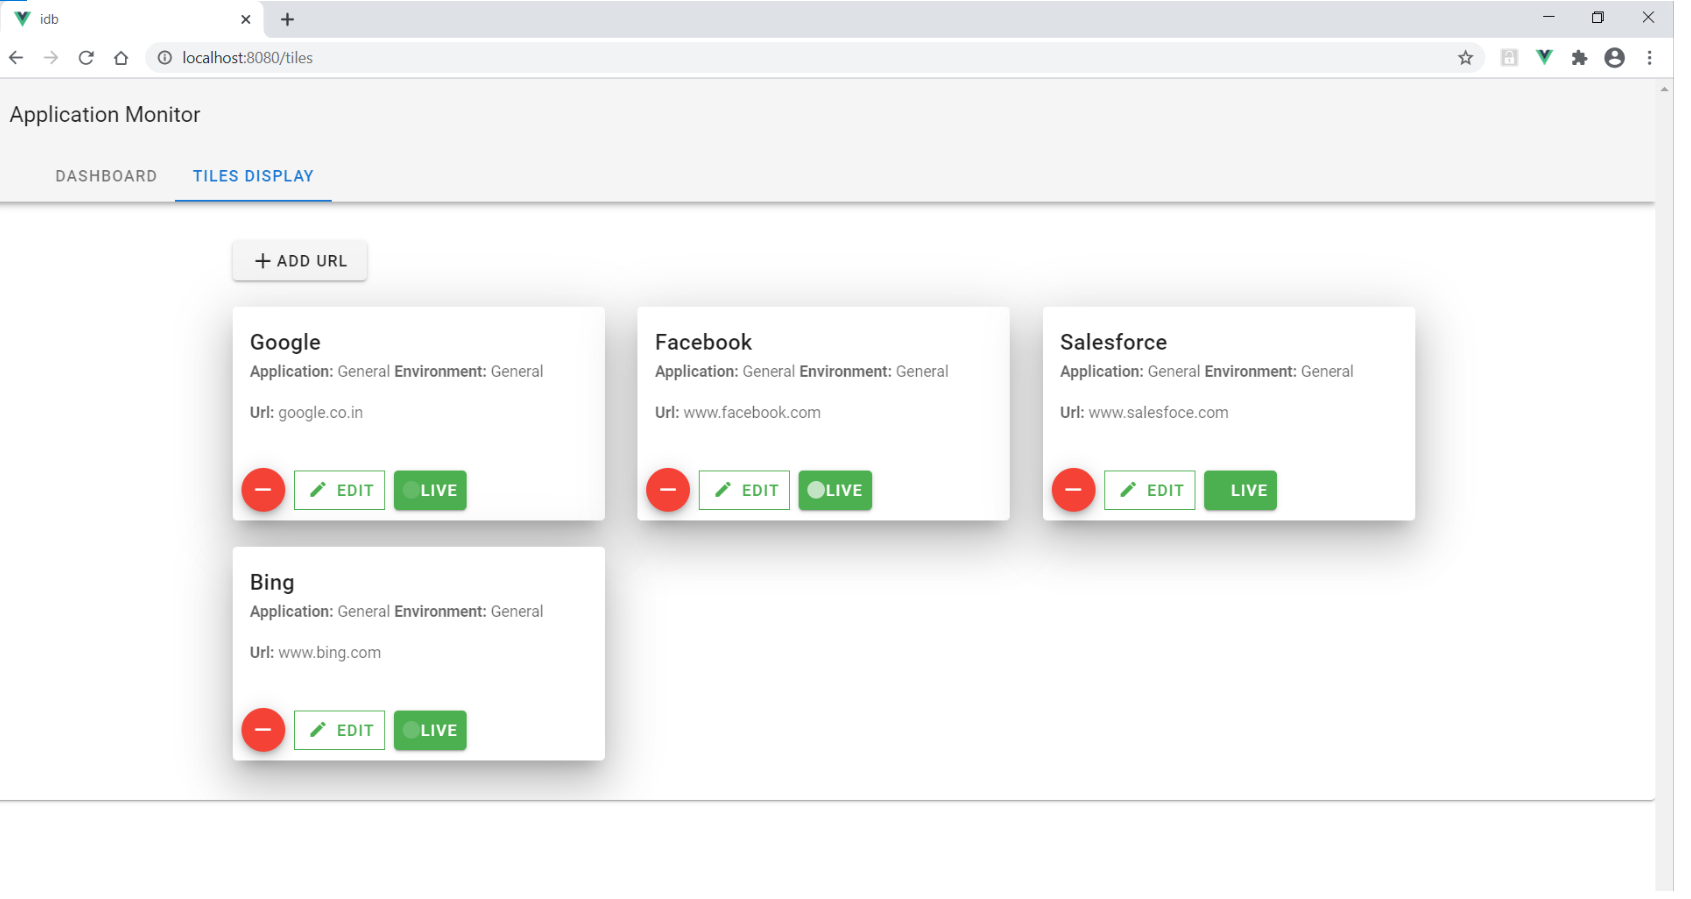 idb
localhost:8080/tiles
Application Monitor
DASHBOARD TILES DISPLAY
ADD URL
Google
Application: General Environment: General
Url: google.co.in
EDIT LIVE
Facebook
Application: General Environment: General
Url: www.facebook.com
EDIT LIVE
Salesforce
Application: General Environment: General
Url: www.salesfoce.com
EDIT LIVE
Bing
Application: General Environment: General
Url: www.bing.com
EDIT LIVE